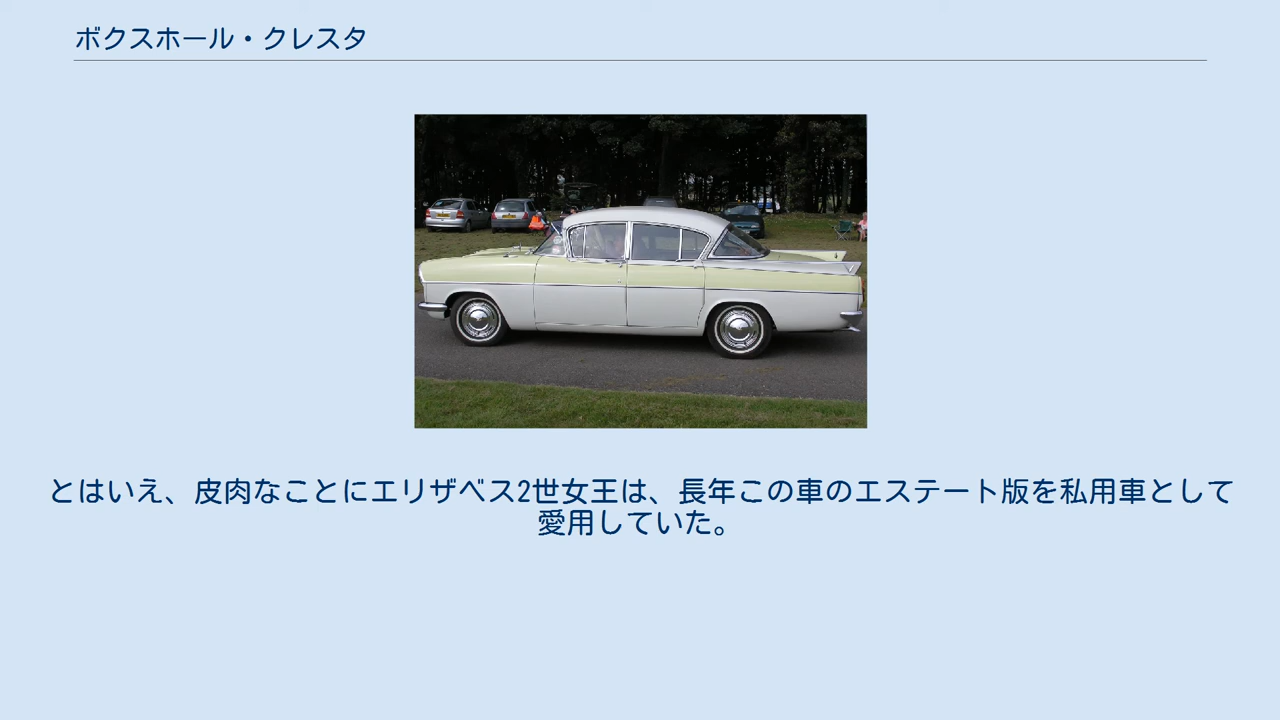 ボクスホール・クレスタ
とはいえ、皮肉なことにエリザベス2世女王は、長年この車のエステート版を私用車として
愛用していた。